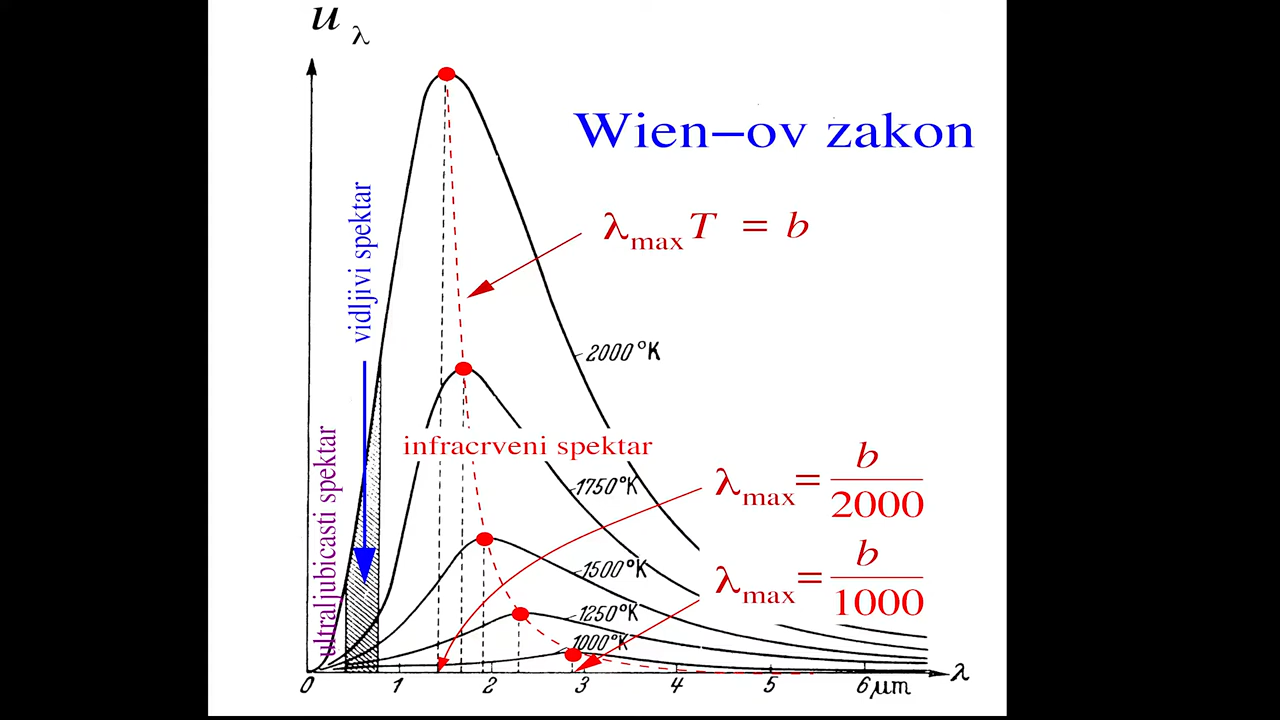 u λ
Wien–ov zakon
vidljivi spektar
λmax T = b
2000°K
ultraljubicasti spektar
infracrveni spektar
1750°K
λmax = b/2000
1500°K
λmax = b/1000
1250°K
1000°K
0 1 2 3 4 5 6 μm λ